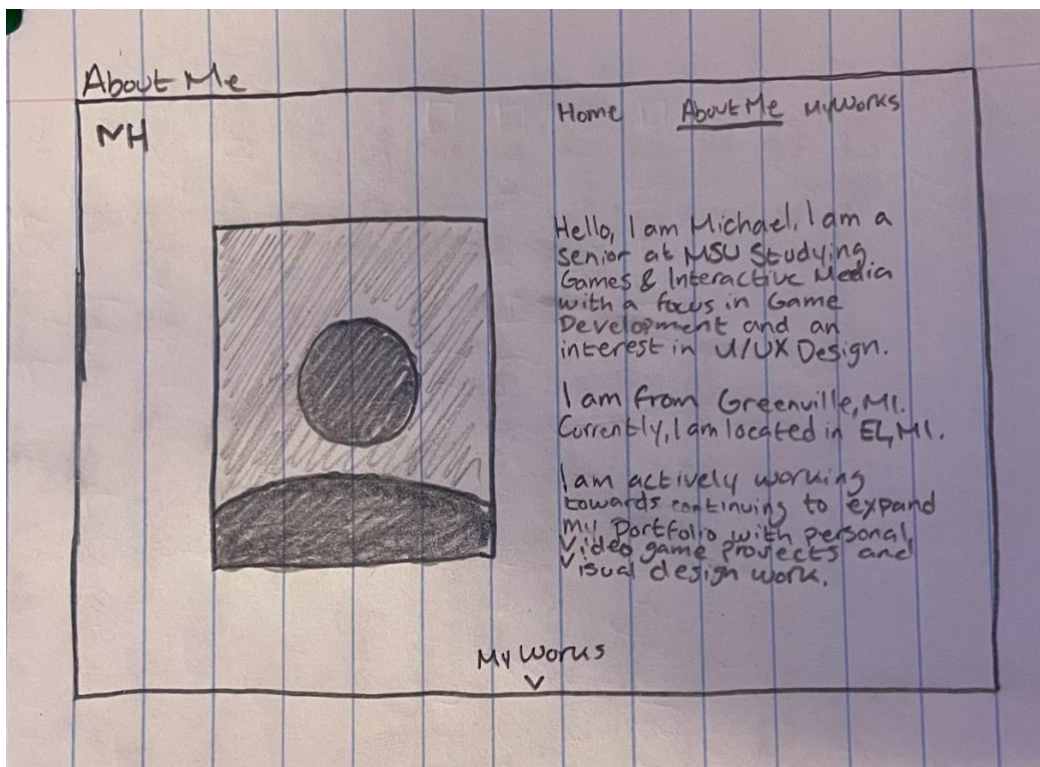 About Me
MH
Home About Me My Works
Hello, I am Michael. I am a
senior at MSU Studying
Games & Interactive Media
with a focus in Game
Development and an
interest in UI/UX Design.
I am from Greenville, MI.
Currently, I am located in EL, MI.
I am actively working
towards continuing to expand
my Portfolio with personal
Video game projects and
Visual design work.
My Works